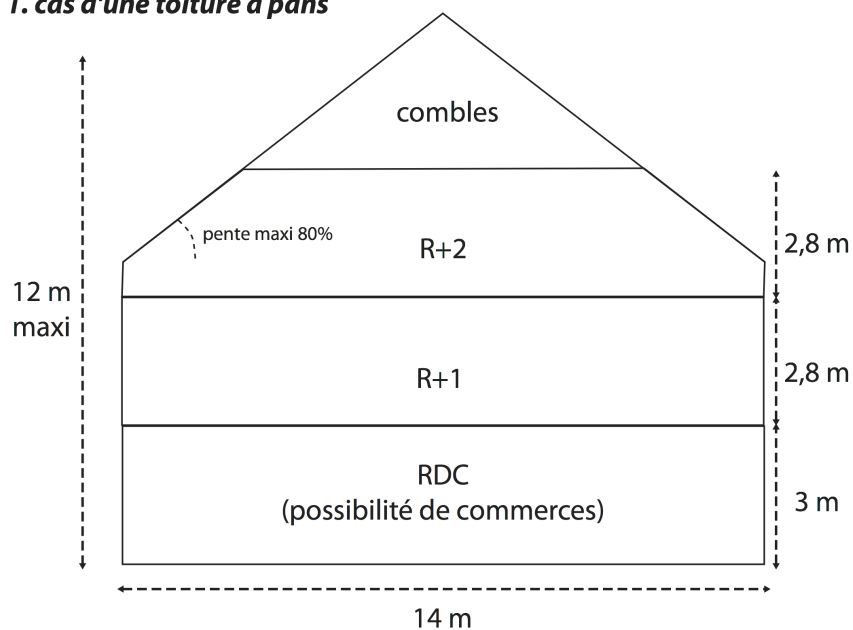 1. cas d'une toiture à pans
combles
pente maxi 80%
R+2
2,8 m
12 m
maxi
R+1
2,8 m
RDC
(possibilité de commerces)
3 m
14 m